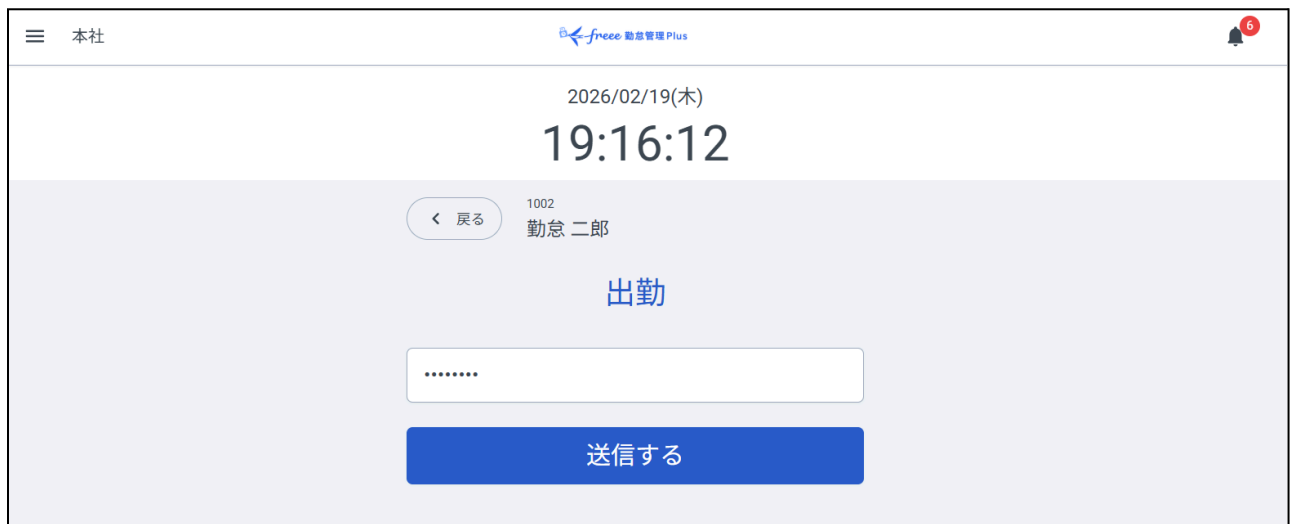 本社
freee 勤怠管理Plus
6
2026/02/19(木)
19:16:12
戻る
1002
勤怠 二郎
出勤
••••••••
送信する